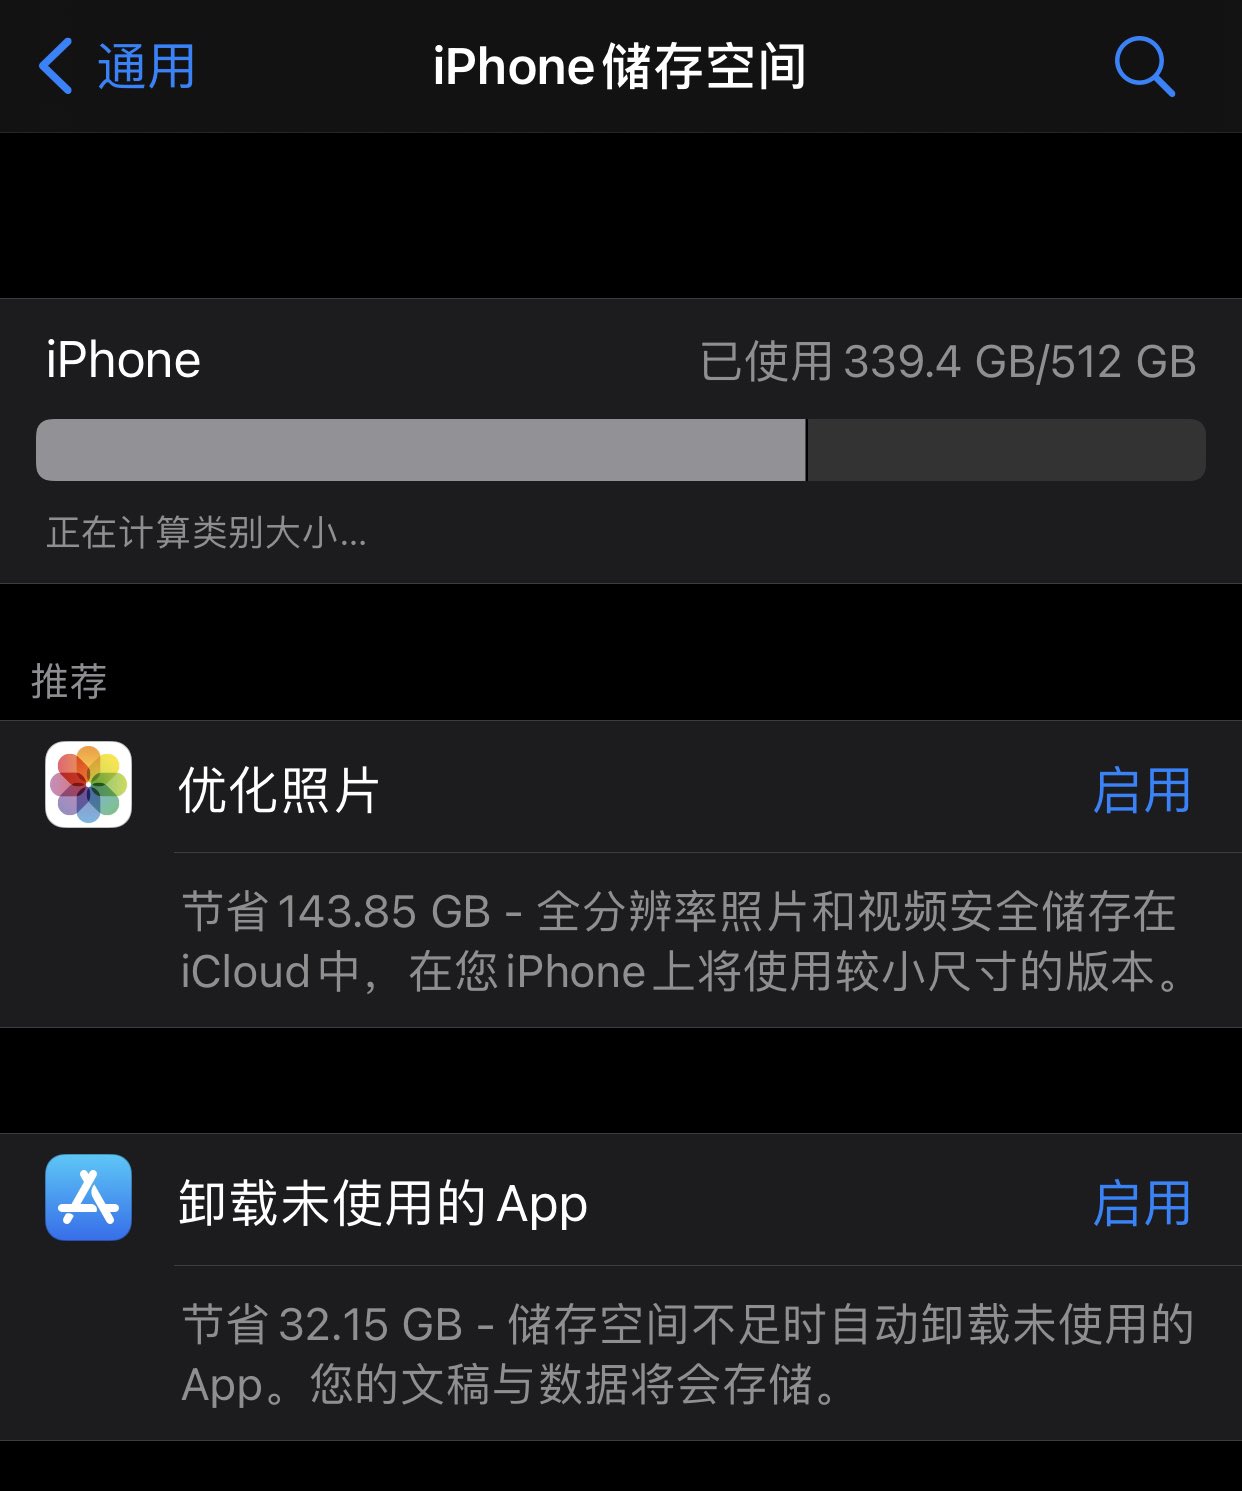 通用
iPhone储存空间
iPhone
已使用 339.4 GB/512 GB
正在计算类别大小...
推荐
优化照片
启用
节省 143.85 GB - 全分辨率照片和视频安全储存在
iCloud中，在您iPhone上将使用较小尺寸的版本。
卸载未使用的 App
启用
节省 32.15 GB - 储存空间不足时自动卸载未使用的
App。您的文稿与数据将会存储。